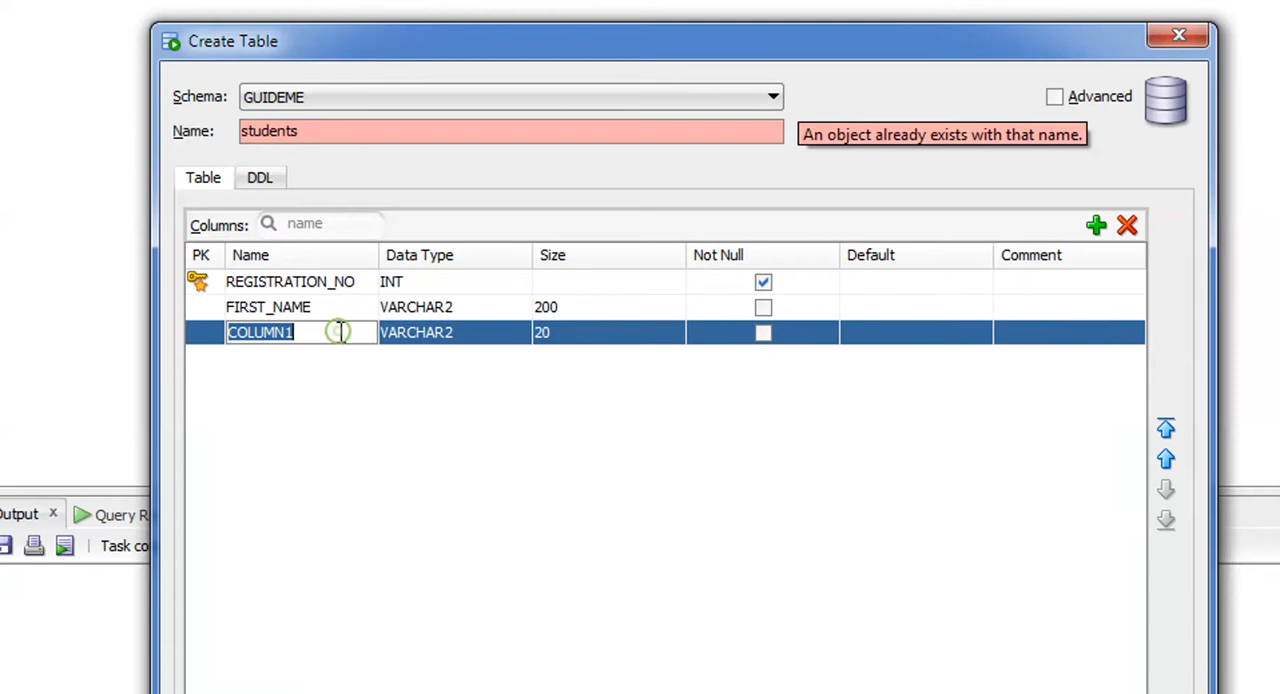 Create Table
Schema: GUIDEME Advanced
Name: students An object already exists with that name.
Table DDL
Columns: name
PK Name Data Type Size Not Null Default Comment
REGISTRATION_NO INT
FIRST_NAME VARCHAR2 200
COLUMN1 VARCHAR2 20
Output x Query R
Task co